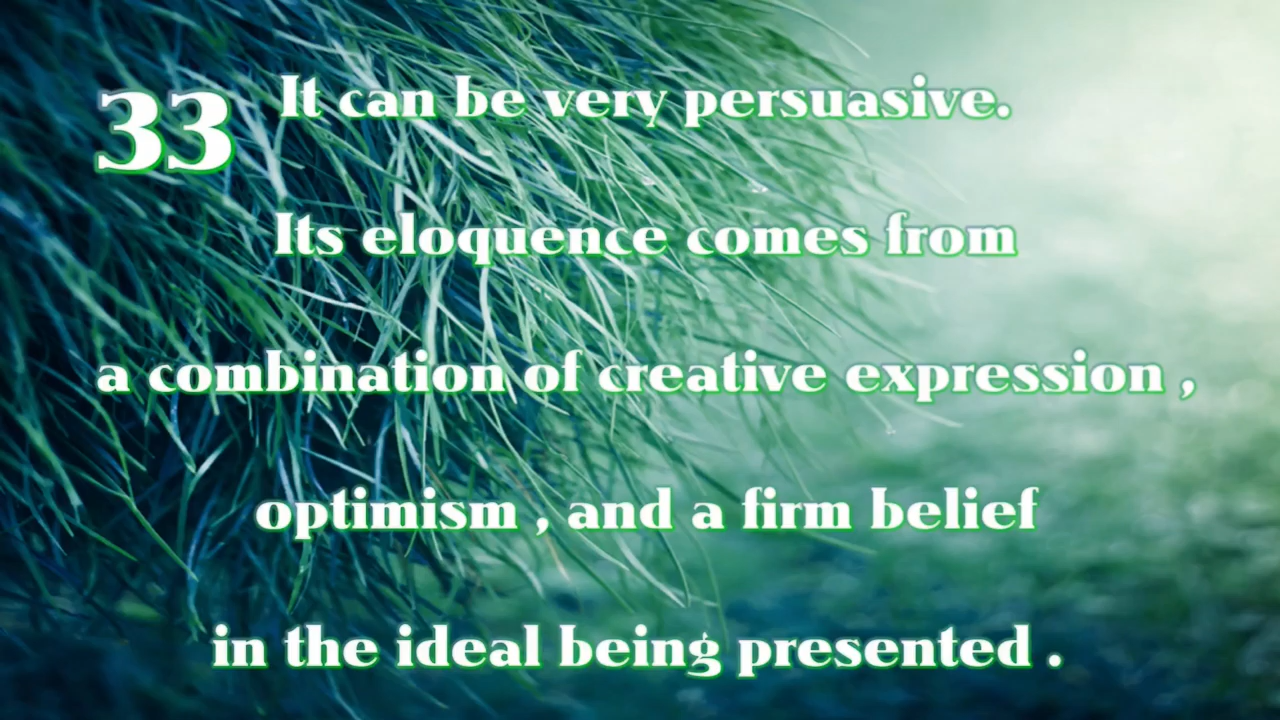 33 It can be very persuasive.
Its eloquence comes from
a combination of creative expression ,
optimism , and a firm belief
in the ideal being presented .